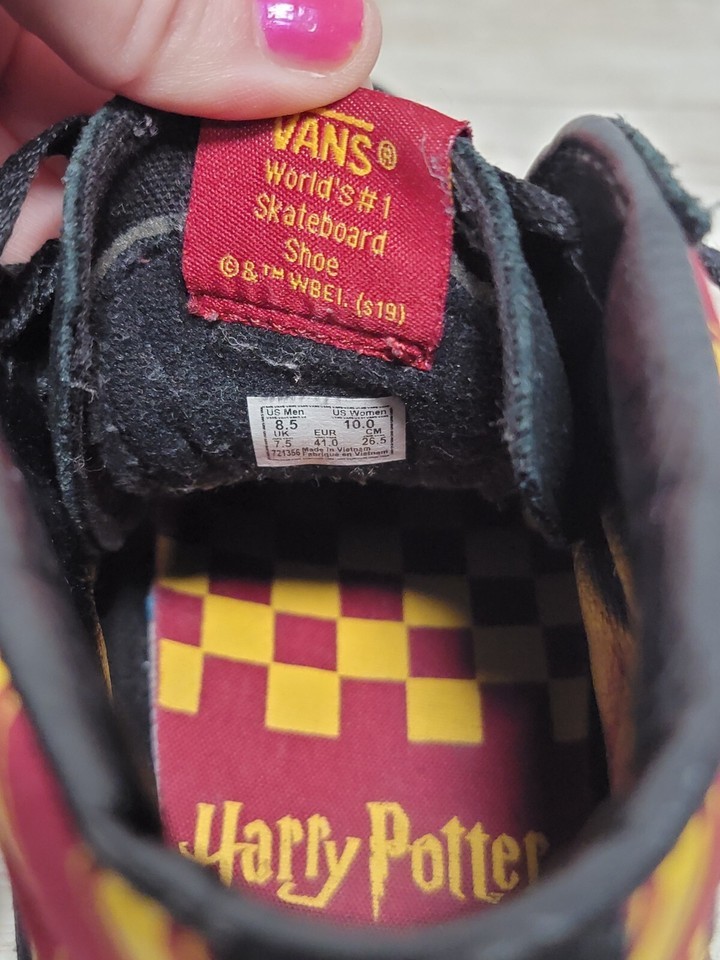 VANS®
World's #1
Skateboard
Shoe
©&™ WBEI. (s19)
US Men US Women
8.5 10.0
UK EUR CM
7.5 41.0 26.5
721356 Made in Vietnam
Fabriqué en Vietnam
Harry Potter